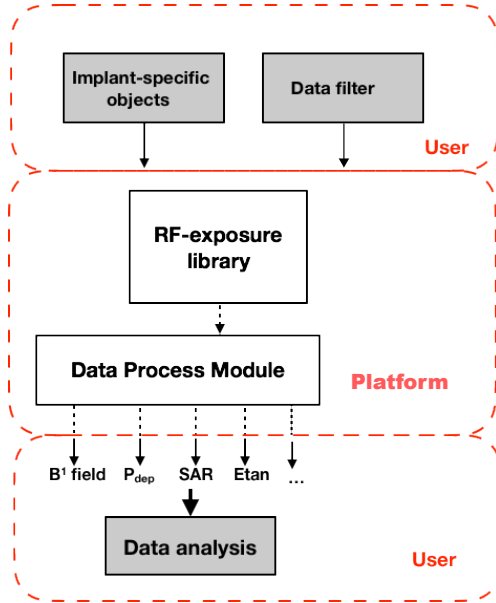 Implant-specific
objects
Data filter
User
RF-exposure
library
Data Process Module
Platform
B¹ field
P_dep
SAR
Etan
...
Data analysis
User